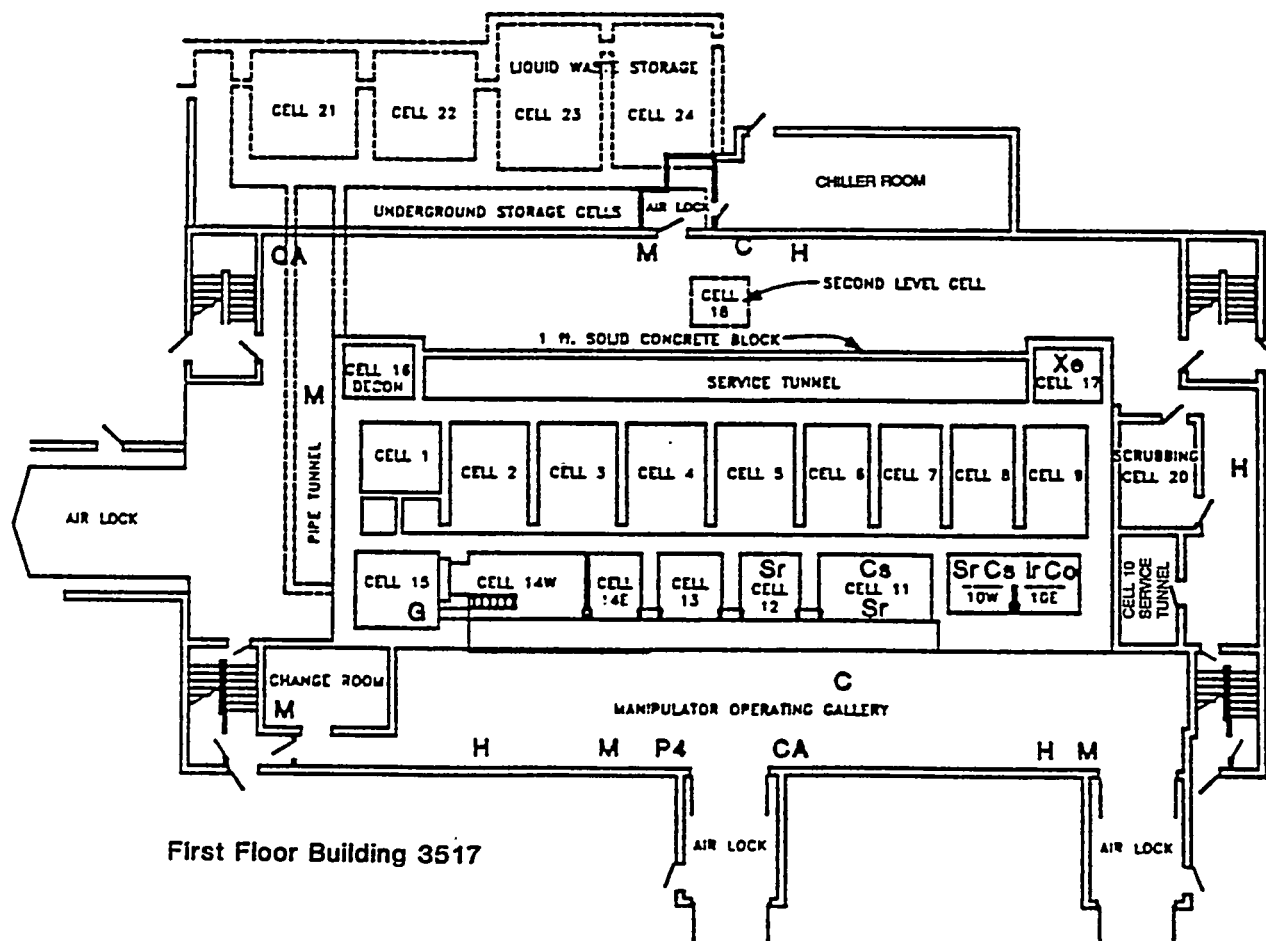 LIQUID WASTE STORAGE
CELL 21
CELL 22
CELL 23
CELL 24
CHILLER ROOM
UNDERGROUND STORAGE CELLS
AIR LOCK
CA
M
C
H
CELL
18
SECOND LEVEL CELL
1 ft. SOLID CONCRETE BLOCK
CELL 16
DECON
SERVICE TUNNEL
Xe
CELL 17
M
PIPE TUNNEL
CELL 1
CELL 2
CELL 3
CELL 4
CELL 5
CELL 6
CELL 7
CELL 8
CELL 9
SCRUBBING
CELL 20
H
AIR LOCK
CELL 15
G
CELL 14W
CELL
14E
CELL
13
Sr
CELL
12
Cs
CELL 11
Sr
Sr Cs
10W
Ir Co
10E
CELL 10
SERVICE
TUNNEL
CHANGE ROOM
M
C
MANIPULATOR OPERATING GALLERY
H
M
P4
CA
H
M
AIR LOCK
AIR LOCK
First Floor Building 3517